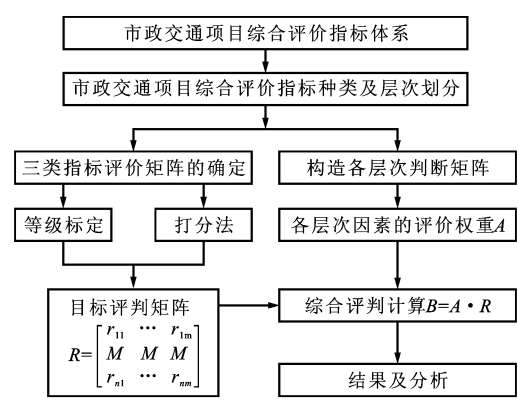 市政交通项目综合评价指标体系
市政交通项目综合评价指标种类及层次划分
三类指标评价矩阵的确定
构造各层次判断矩阵
等级标定
打分法
各层次因素的评价权重A
目标评判矩阵
r11 … r1m
R= M M M
rn1 … rnm
综合评判计算B=A·R
结果及分析